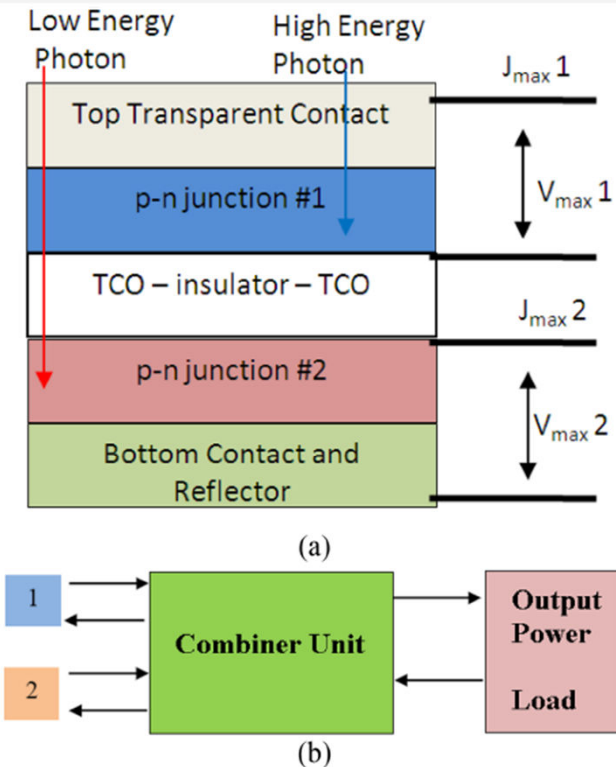 Low Energy
Photon
High Energy
Photon
Jmax 1
Top Transparent Contact
p-n junction #1
Vmax 1
TCO – insulator – TCO
Jmax 2
p-n junction #2
Vmax 2
Bottom Contact and
Reflector
(a)
1
2
Combiner Unit
Output
Power
Load
(b)